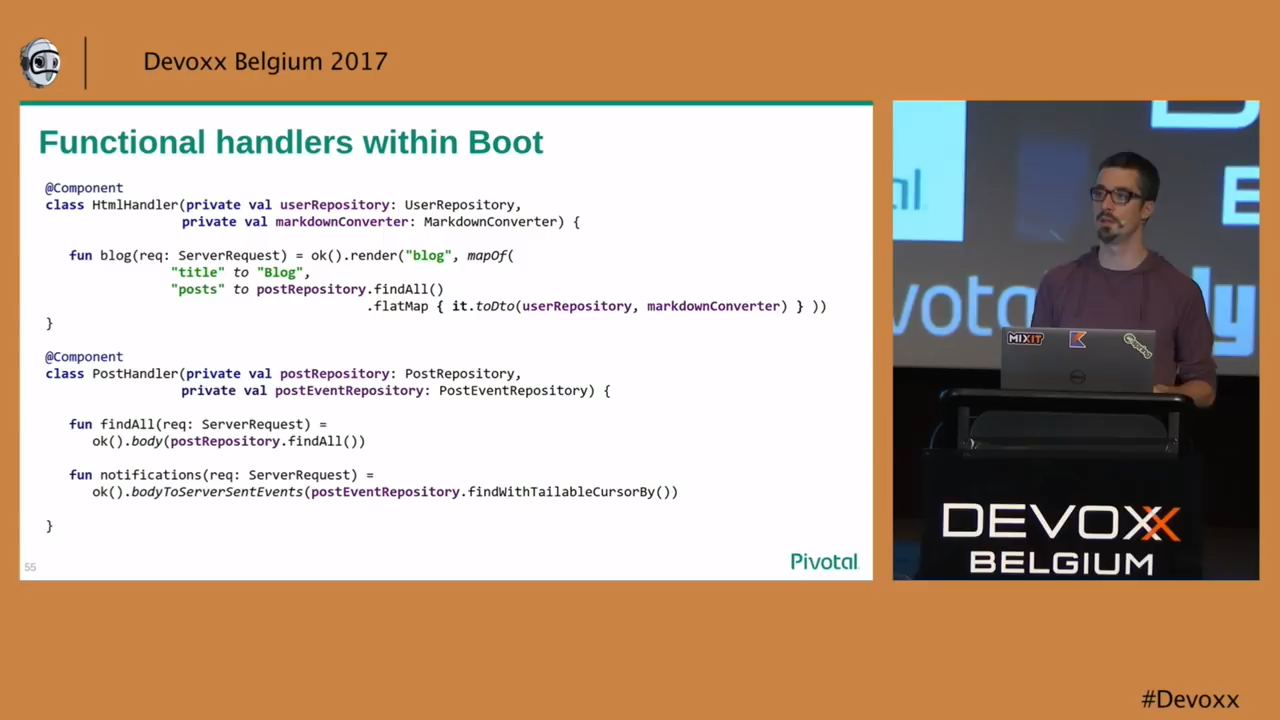 Devoxx Belgium 2017
Functional handlers within Boot
@Component
class HtmlHandler(private val userRepository: UserRepository,
private val markdownConverter: MarkdownConverter) {
fun blog(req: ServerRequest) = ok().render("blog", mapOf(
"title" to "Blog",
"posts" to postRepository.findAll()
.flatMap { it.toDto(userRepository, markdownConverter) } ))
}
@Component
class PostHandler(private val postRepository: PostRepository,
private val postEventRepository: PostEventRepository) {
fun findAll(req: ServerRequest) =
ok().body(postRepository.findAll())
fun notifications(req: ServerRequest) =
ok().bodyToServerSentEvents(postEventRepository.findWithTailableCursorBy())
}
55
Pivotal
MIXIT
DEVOXX
BELGIUM
#Devoxx